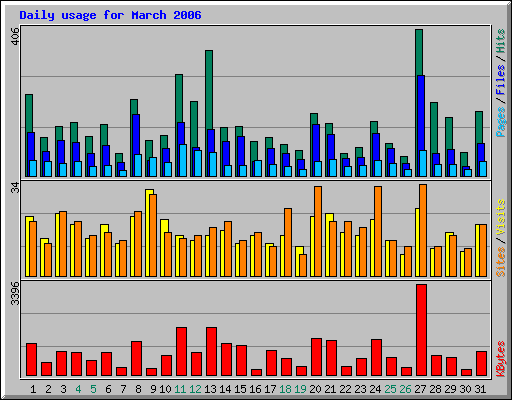 Daily usage for March 2006
406
Pages / Files / Hits
34
Sites / Visits
3396
KBytes
1 2 3 4 5 6 7 8 9 10 11 12 13 14 15 16 17 18 19 20 21 22 23 24 25 26 27 28 29 30 31